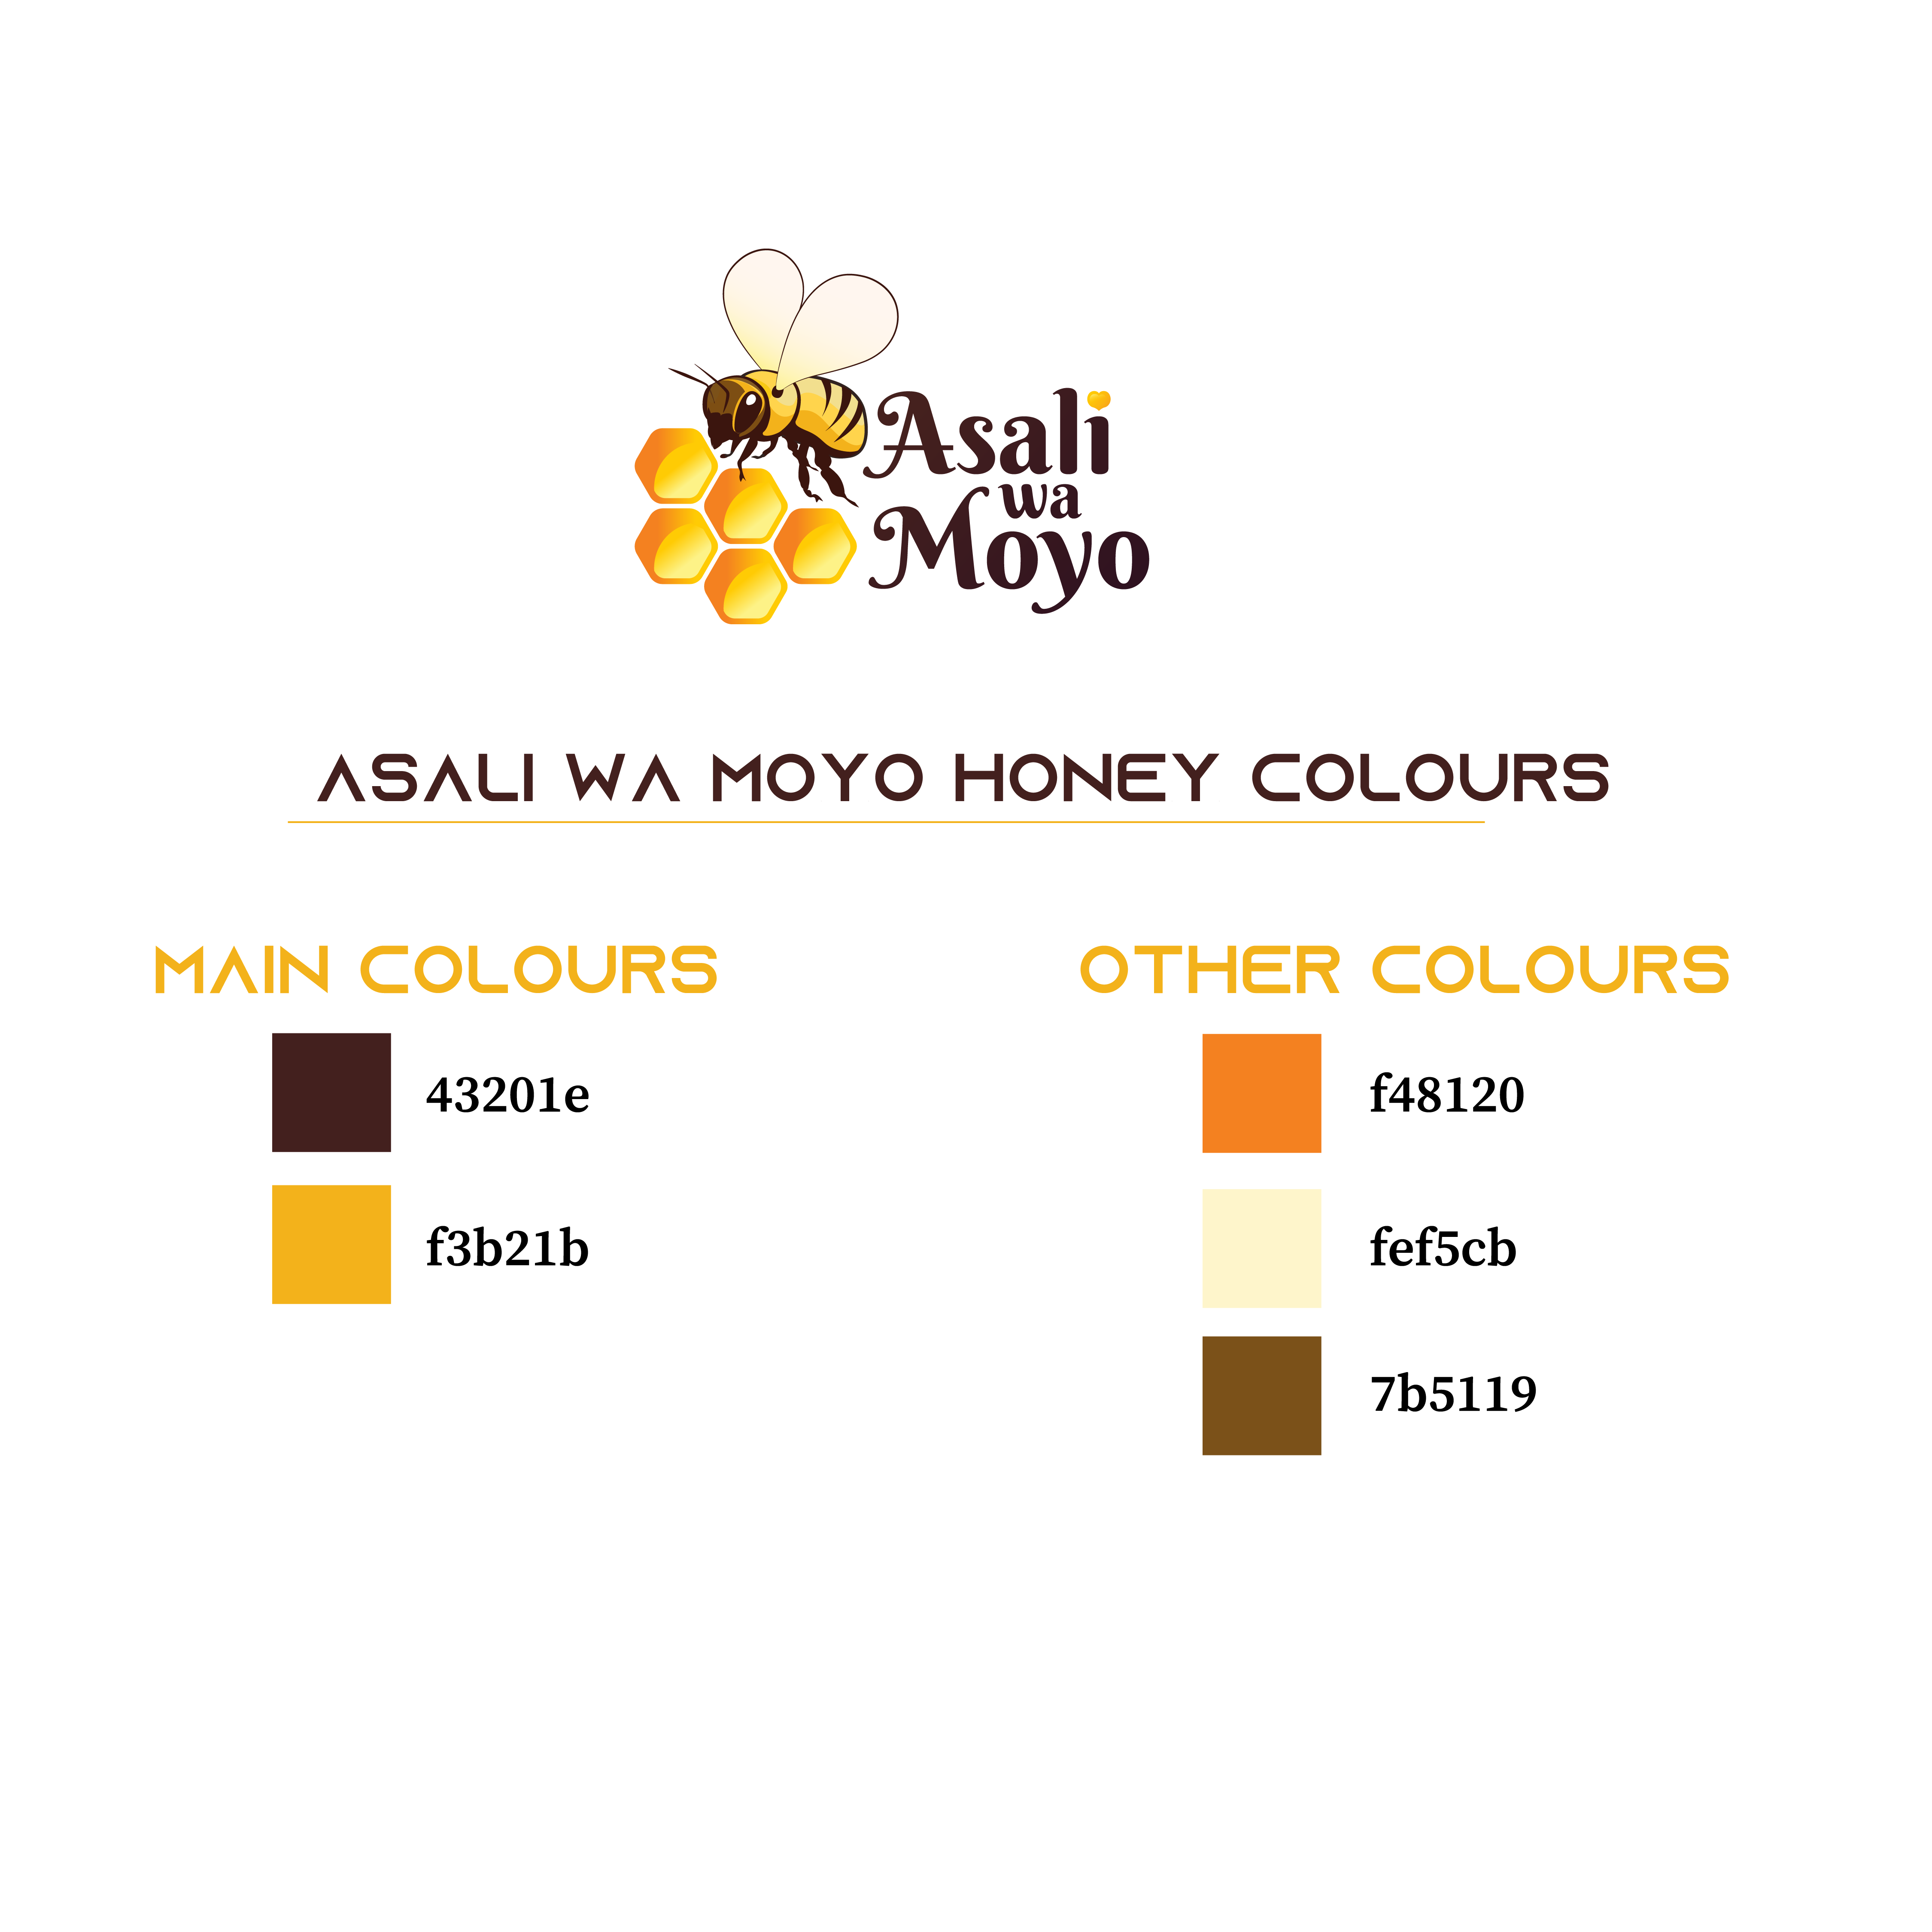 Asali
wa
Moyo
ASALI WA MOYO HONEY COLOURS
MAIN COLOURS
43201e
f3b21b
OTHER COLOURS
f48120
fef5cb
7b5119